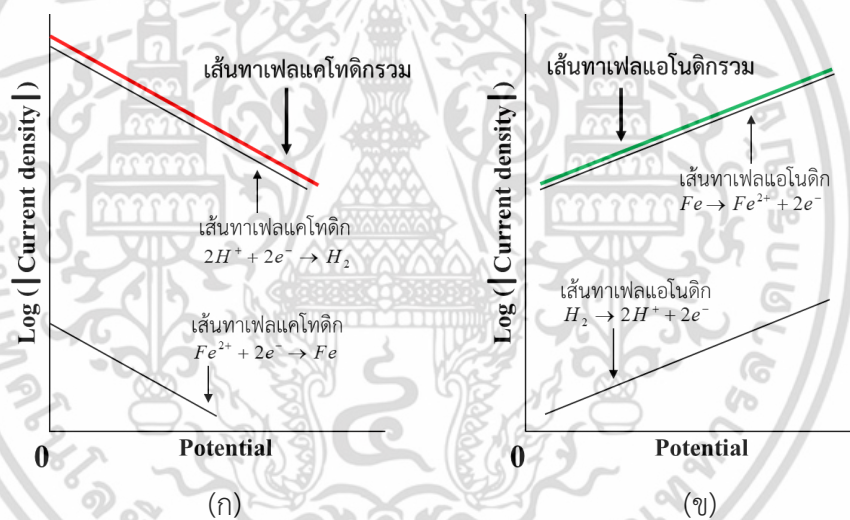 เส้นทาเฟลแคโทดิกรวม
เส้นทาเฟลแคโทดิก
2H⁺ + 2e⁻ → H₂
เส้นทาเฟลแคโทดิก
Fe²⁺ + 2e⁻ → Fe
Log (|Current density|)
0
Potential
(ก)
เส้นทาเฟลแอโนดิกรวม
เส้นทาเฟลแอโนดิก
Fe → Fe²⁺ + 2e⁻
เส้นทาเฟลแอโนดิก
H₂ → 2H⁺ + 2e⁻
Log (|Current density|)
0
Potential
(ข)